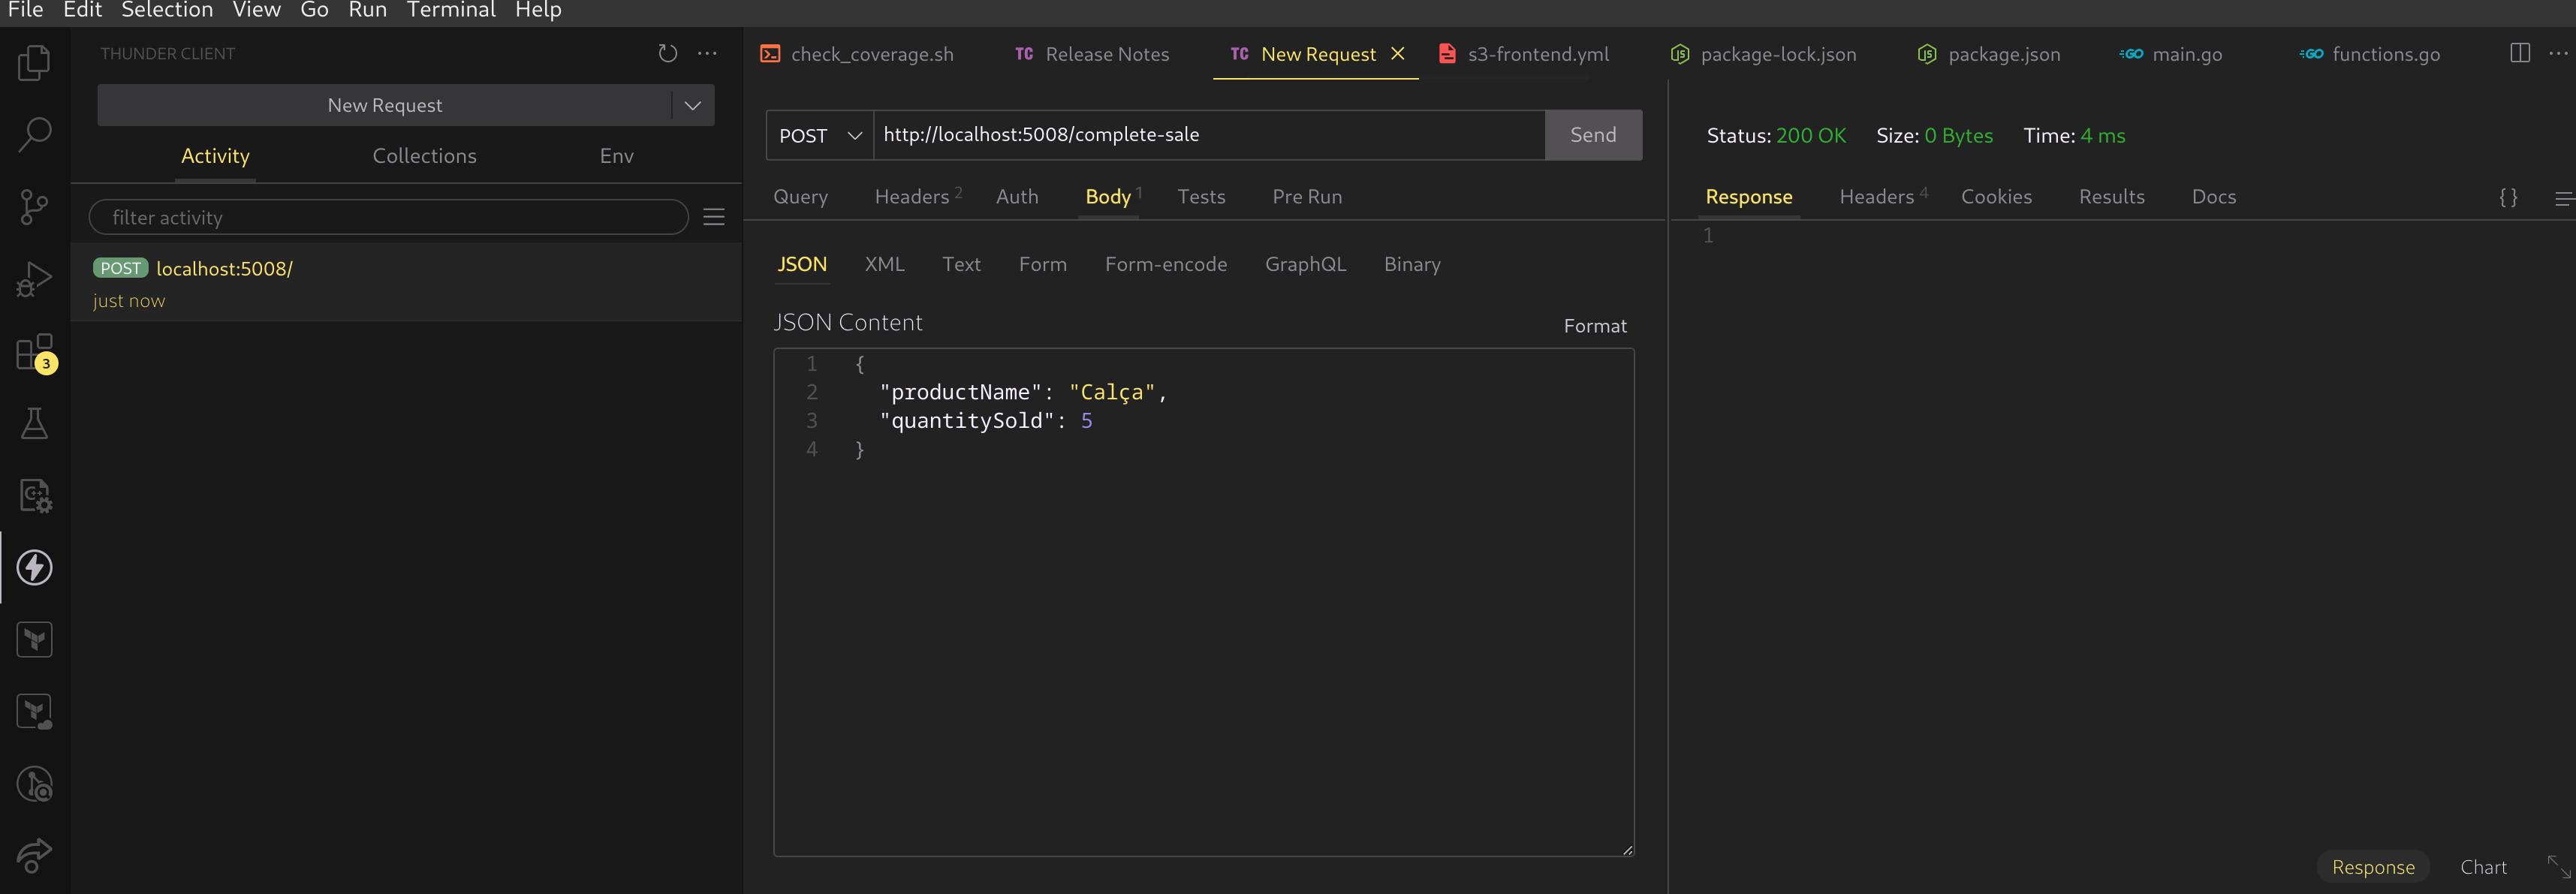 File Edit Selection View Go Run Terminal Help
THUNDER CLIENT
New Request
Activity Collections Env
filter activity
POST localhost:5008/
just now
3
check_coverage.sh TC Release Notes TC New Request s3-frontend.yml package-lock.json package.json main.go functions.go
POST http://localhost:5008/complete-sale Send
Query Headers 2 Auth Body 1 Tests Pre Run
JSON XML Text Form Form-encode GraphQL Binary
JSON Content
Format
1 {
2 "productName": "Calça",
3 "quantitySold": 5
4 }
Status: 200 OK Size: 0 Bytes Time: 4 ms
Response Headers 4 Cookies Results Docs {}
1
Response Chart